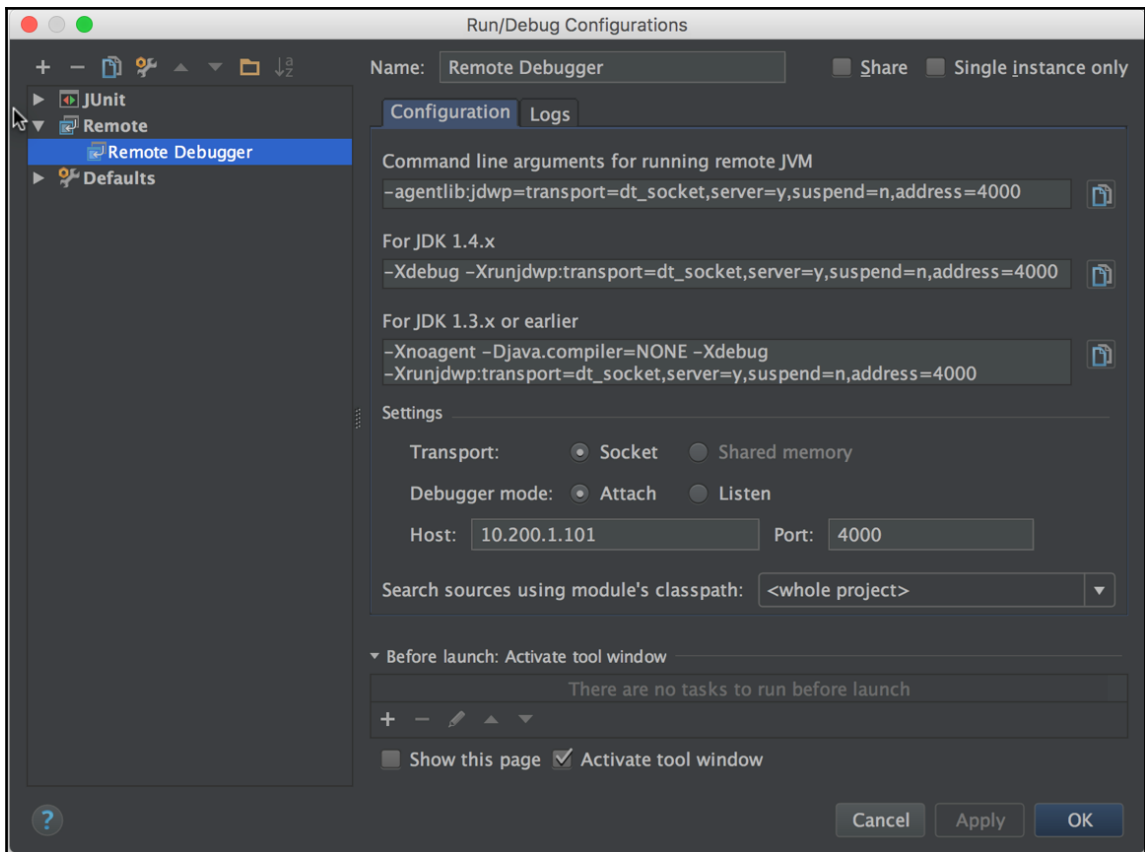 Run/Debug Configurations
Name: Remote Debugger Share Single instance only
JUnit
Remote
Remote Debugger
Defaults
Configuration Logs
Command line arguments for running remote JVM
-agentlib:jdwp=transport=dt_socket,server=y,suspend=n,address=4000
For JDK 1.4.x
-Xdebug -Xrunjdwp:transport=dt_socket,server=y,suspend=n,address=4000
For JDK 1.3.x or earlier
-Xnoagent -Djava.compiler=NONE -Xdebug
-Xrunjdwp:transport=dt_socket,server=y,suspend=n,address=4000
Settings
Transport: Socket Shared memory
Debugger mode: Attach Listen
Host: 10.200.1.101 Port: 4000
Search sources using module's classpath: <whole project>
Before launch: Activate tool window
There are no tasks to run before launch
Show this page Activate tool window
? Cancel Apply OK